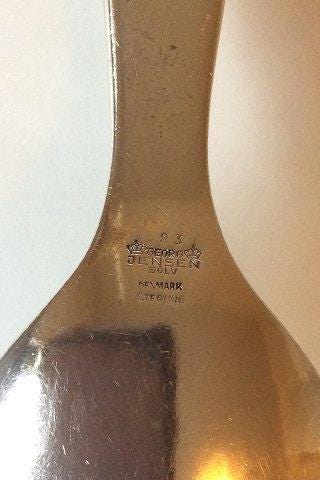 83
GEORG
JENSEN
SØLV
DENMARK
STERLING